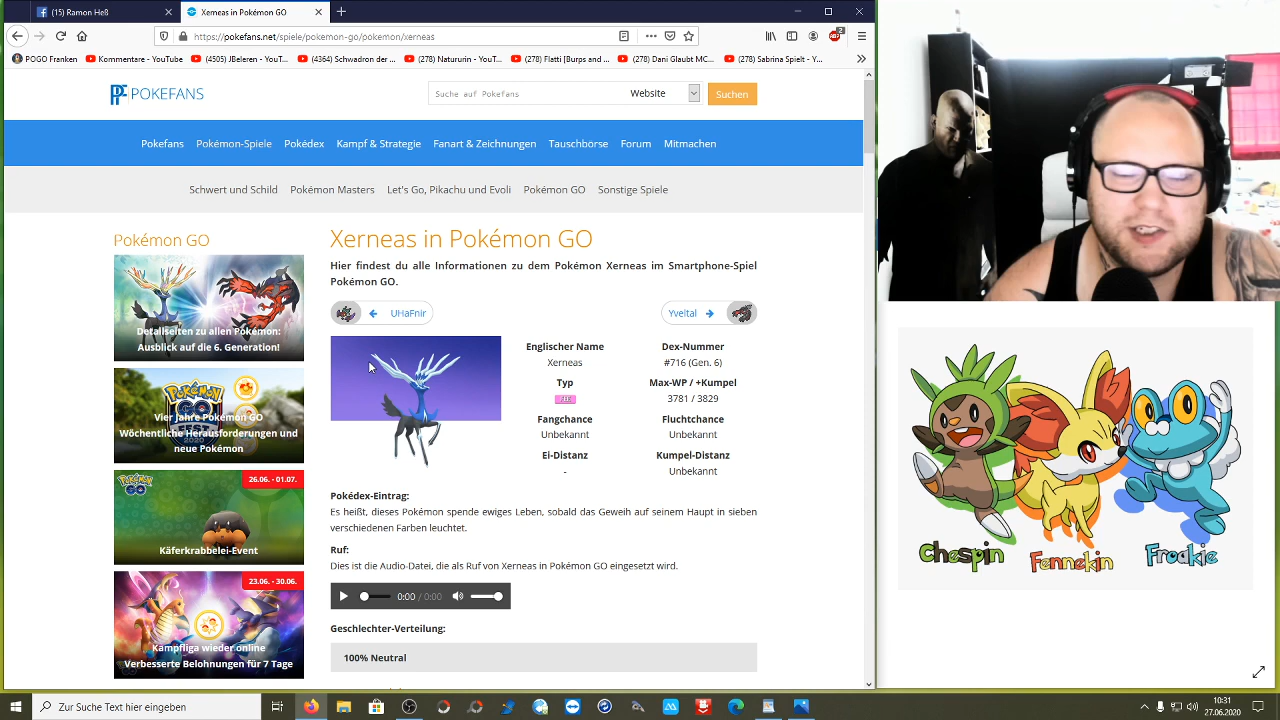 (15) Ramon Heß
Xerneas in Pokémon GO
https://pokefans.net/spiele/pokemon-go/pokemon/xerneas
POGO Franken
Kommentare - YouTube
(4505) JBeleren - YouT...
(4364) Schwadron der ...
(278) Natururin - YouT...
(278) Flatti [Burps and ...
(278) Dani Glaubt MC...
(278) Sabrina Spielt - Y...
POKEFANS
Suche auf Pokefans
Website
Suchen
Pokefans
Pokémon-Spiele
Pokédex
Kampf & Strategie
Fanart & Zeichnungen
Tauschbörse
Forum
Mitmachen
Schwert und Schild
Pokémon Masters
Let's Go, Pikachu und Evoli
Pokémon GO
Sonstige Spiele
Pokémon GO
Detailseiten zu allen Pokémon:
Ausblick auf die 6. Generation!
Vier Jahre Pokémon GO
Wöchentliche Herausforderungen und
neue Pokémon
26.06. - 01.07.
Käferkrabbelei-Event
23.06. - 30.06.
Kampfliga wieder online
Verbesserte Belohnungen für 7 Tage
Xerneas in Pokémon GO
Hier findest du alle Informationen zu dem Pokémon Xerneas im Smartphone-Spiel
Pokémon GO.
UHaFnir
Yveltal
Englischer Name
Xerneas
Dex-Nummer
#716 (Gen. 6)
Typ
FEE
Max-WP / +Kumpel
3781 / 3829
Fangchance
Unbekannt
Fluchtchance
Unbekannt
Ei-Distanz
-
Kumpel-Distanz
Unbekannt
Pokédex-Eintrag:
Es heißt, dieses Pokémon spende ewiges Leben, sobald das Geweih auf seinem Haupt in sieben
verschiedenen Farben leuchtet.
Ruf:
Dies ist die Audio-Datei, die als Ruf von Xerneas in Pokémon GO eingesetzt wird.
0:00 / 0:00
Geschlechter-Verteilung:
100% Neutral
Chespin
Fennekin
Froakie
Zur Suche Text hier eingeben
10:31
27.06.2020